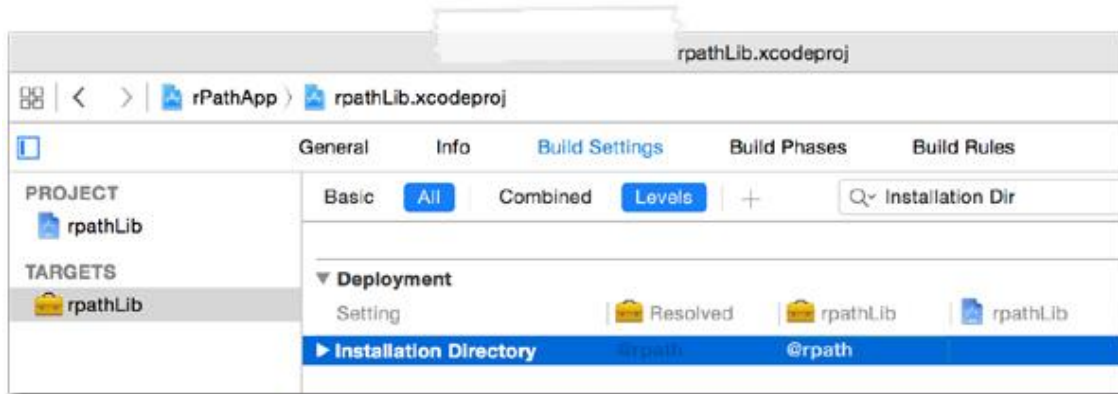 rpathLib.xcodeproj
rPathApp rpathLib.xcodeproj
General Info Build Settings Build Phases Build Rules
PROJECT
rpathLib
TARGETS
rpathLib
Basic All Combined Levels + Installation Dir
Deployment
Setting Resolved rpathLib rpathLib
Installation Directory @rpath @rpath